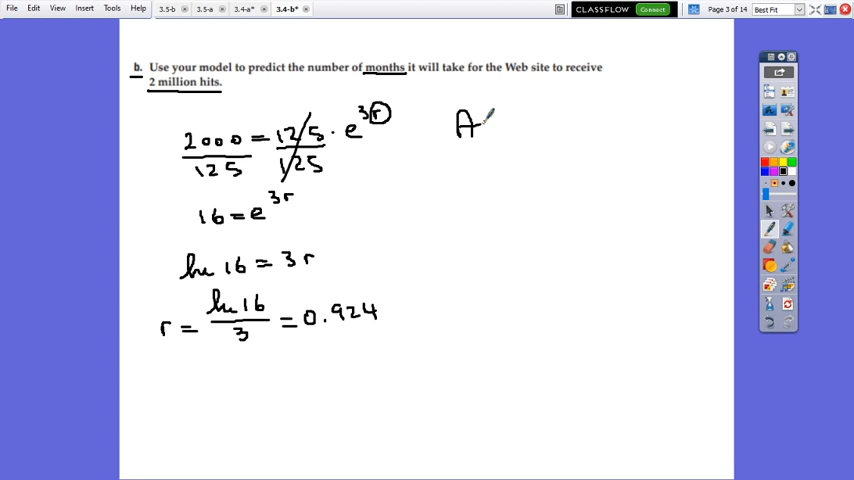 File Edit View Insert Tools Help 3.5-b 3.5-a 3.4-a* 3.4-b* CLASSFLOW Connect Page 3 of 14 Best Fit
b. Use your model to predict the number of months it will take for the Web site to receive
2 million hits.
2000/125 = 125/125 · e^3r
A
16 = e^3r
ln 16 = 3r
r = ln 16/3 = 0.924